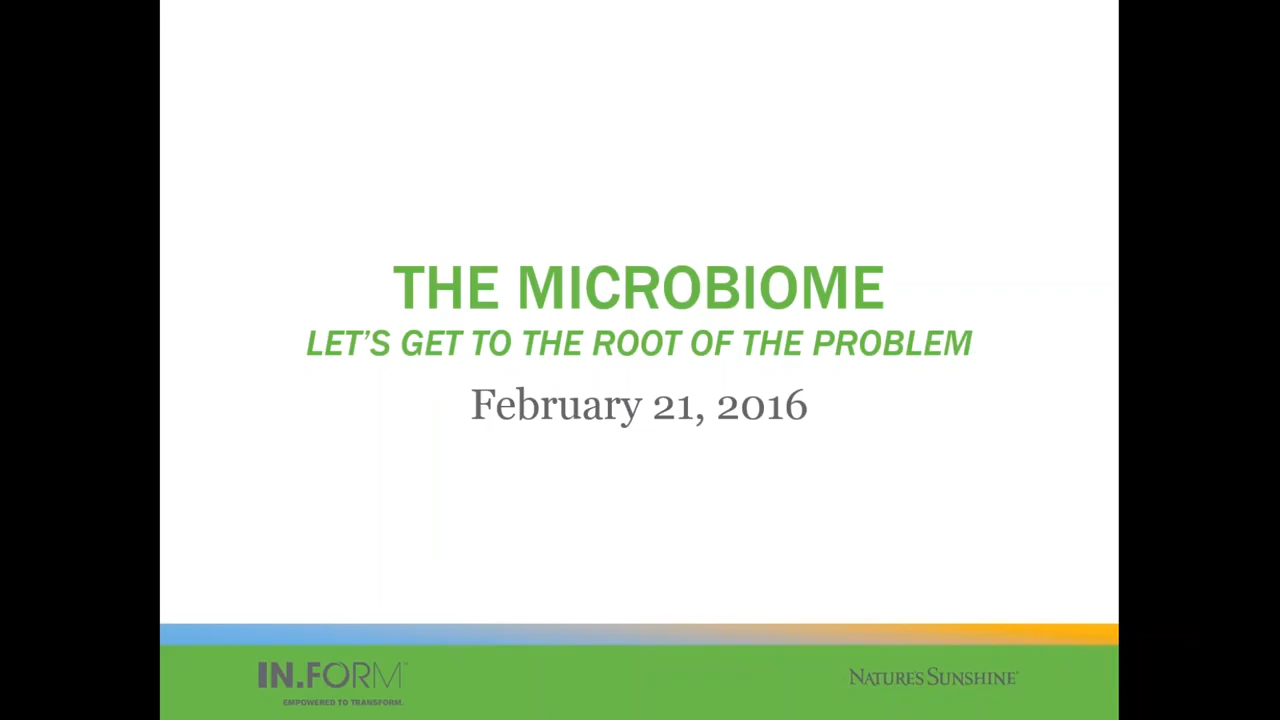 THE MICROBIOME
LET'S GET TO THE ROOT OF THE PROBLEM
February 21, 2016
IN.FORM™
EMPOWERED TO TRANSFORM.
NATURE'S SUNSHINE®